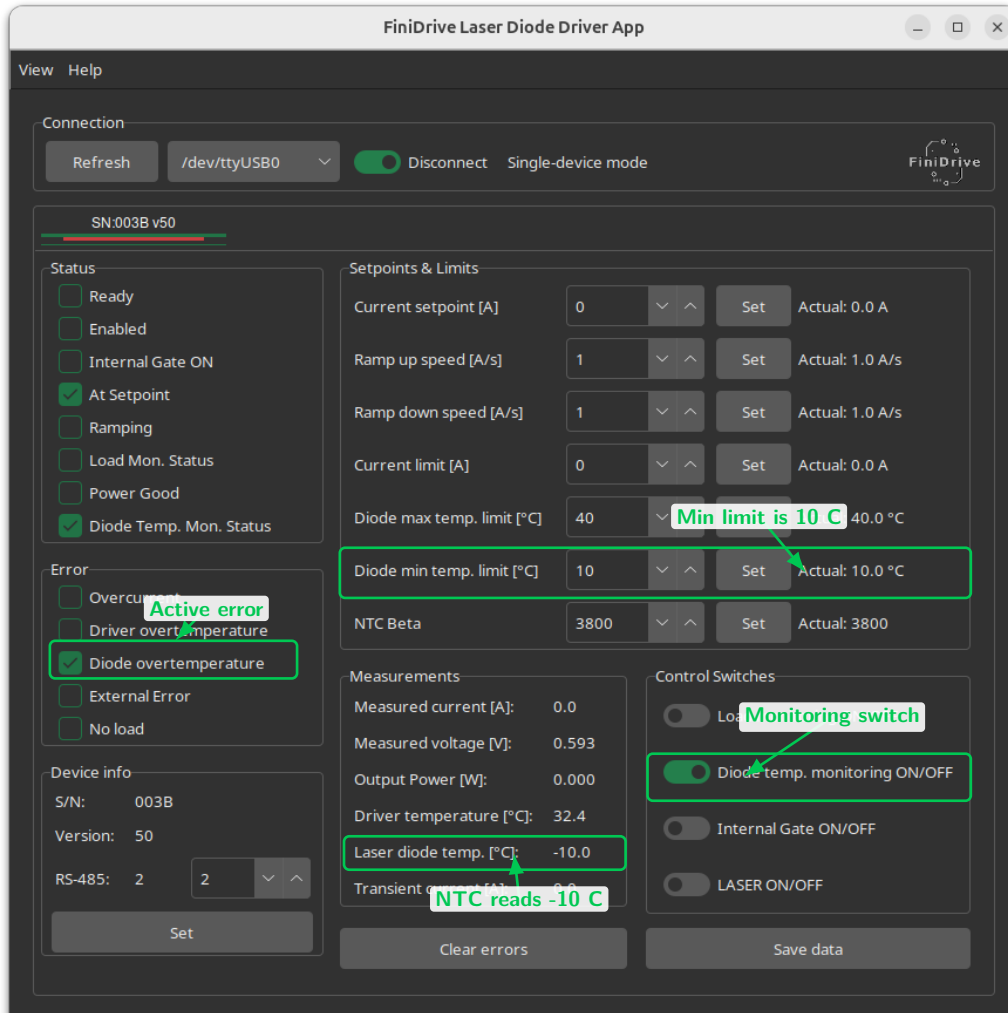 FiniDrive Laser Diode Driver App
View Help
Connection
Refresh /dev/ttyUSB0 Disconnect Single-device mode
FiniDrive
SN:003B v50
Status
Ready
Enabled
Internal Gate ON
At Setpoint
Ramping
Load Mon. Status
Power Good
Diode Temp. Mon. Status
Error
Overcurrent
Active error
Driver overtemperature
Diode overtemperature
External Error
No load
Device info
S/N: 003B
Version: 50
RS-485: 2 2
Set
Setpoints & Limits
Current setpoint [A] 0 Set Actual: 0.0 A
Ramp up speed [A/s] 1 Set Actual: 1.0 A/s
Ramp down speed [A/s] 1 Set Actual: 1.0 A/s
Current limit [A] 0 Set Actual: 0.0 A
Diode max temp. limit [°C] 40 40.0 °C
Min limit is 10 C
Diode min temp. limit [°C] 10 Set Actual: 10.0 °C
NTC Beta 3800 Set Actual: 3800
Measurements
Measured current [A]: 0.0
Measured voltage [V]: 0.593
Output Power [W]: 0.000
Driver temperature [°C]: 32.4
Laser diode temp. [°C]: -10.0
Transient current [A]: 0.0
NTC reads -10 C
Clear errors
Control Switches
Monitoring switch
Diode temp. monitoring ON/OFF
Internal Gate ON/OFF
LASER ON/OFF
Save data